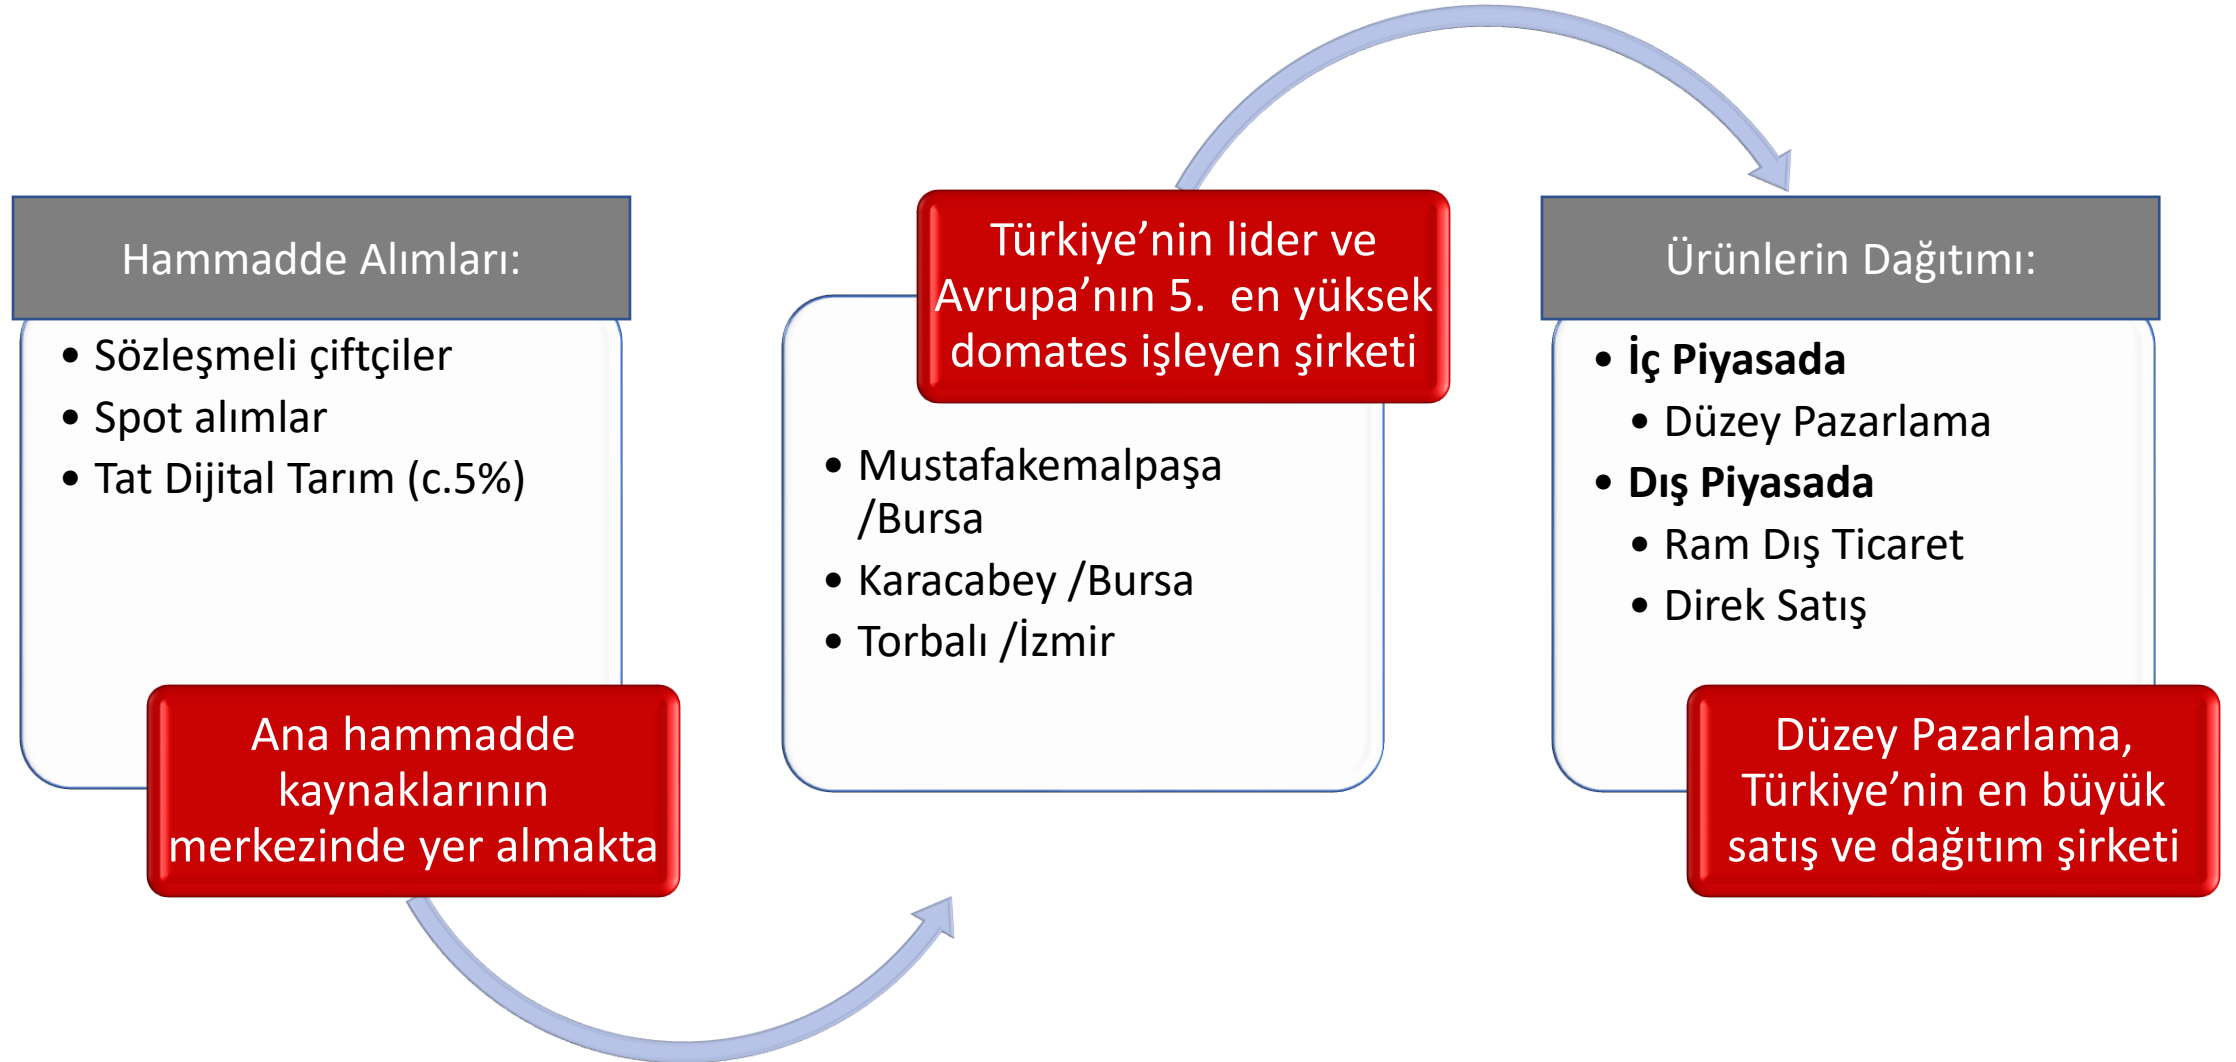 Hammadde Alımları:
• Sözleşmeli çiftçiler
• Spot alımlar
• Tat Dijital Tarım (c.5%)
Ana hammadde
kaynaklarının
merkezinde yer almakta
Türkiye’nin lider ve
Avrupa’nın 5.  en yüksek
domates işleyen şirketi
• Mustafakemalpaşa
/Bursa
• Karacabey /Bursa
• Torbalı /İzmir
Ürünlerin Dağıtımı:
• İç Piyasada
• Düzey Pazarlama
• Dış Piyasada
• Ram Dış Ticaret
• Direk Satış
Düzey Pazarlama,
Türkiye’nin en büyük
satış ve dağıtım şirketi